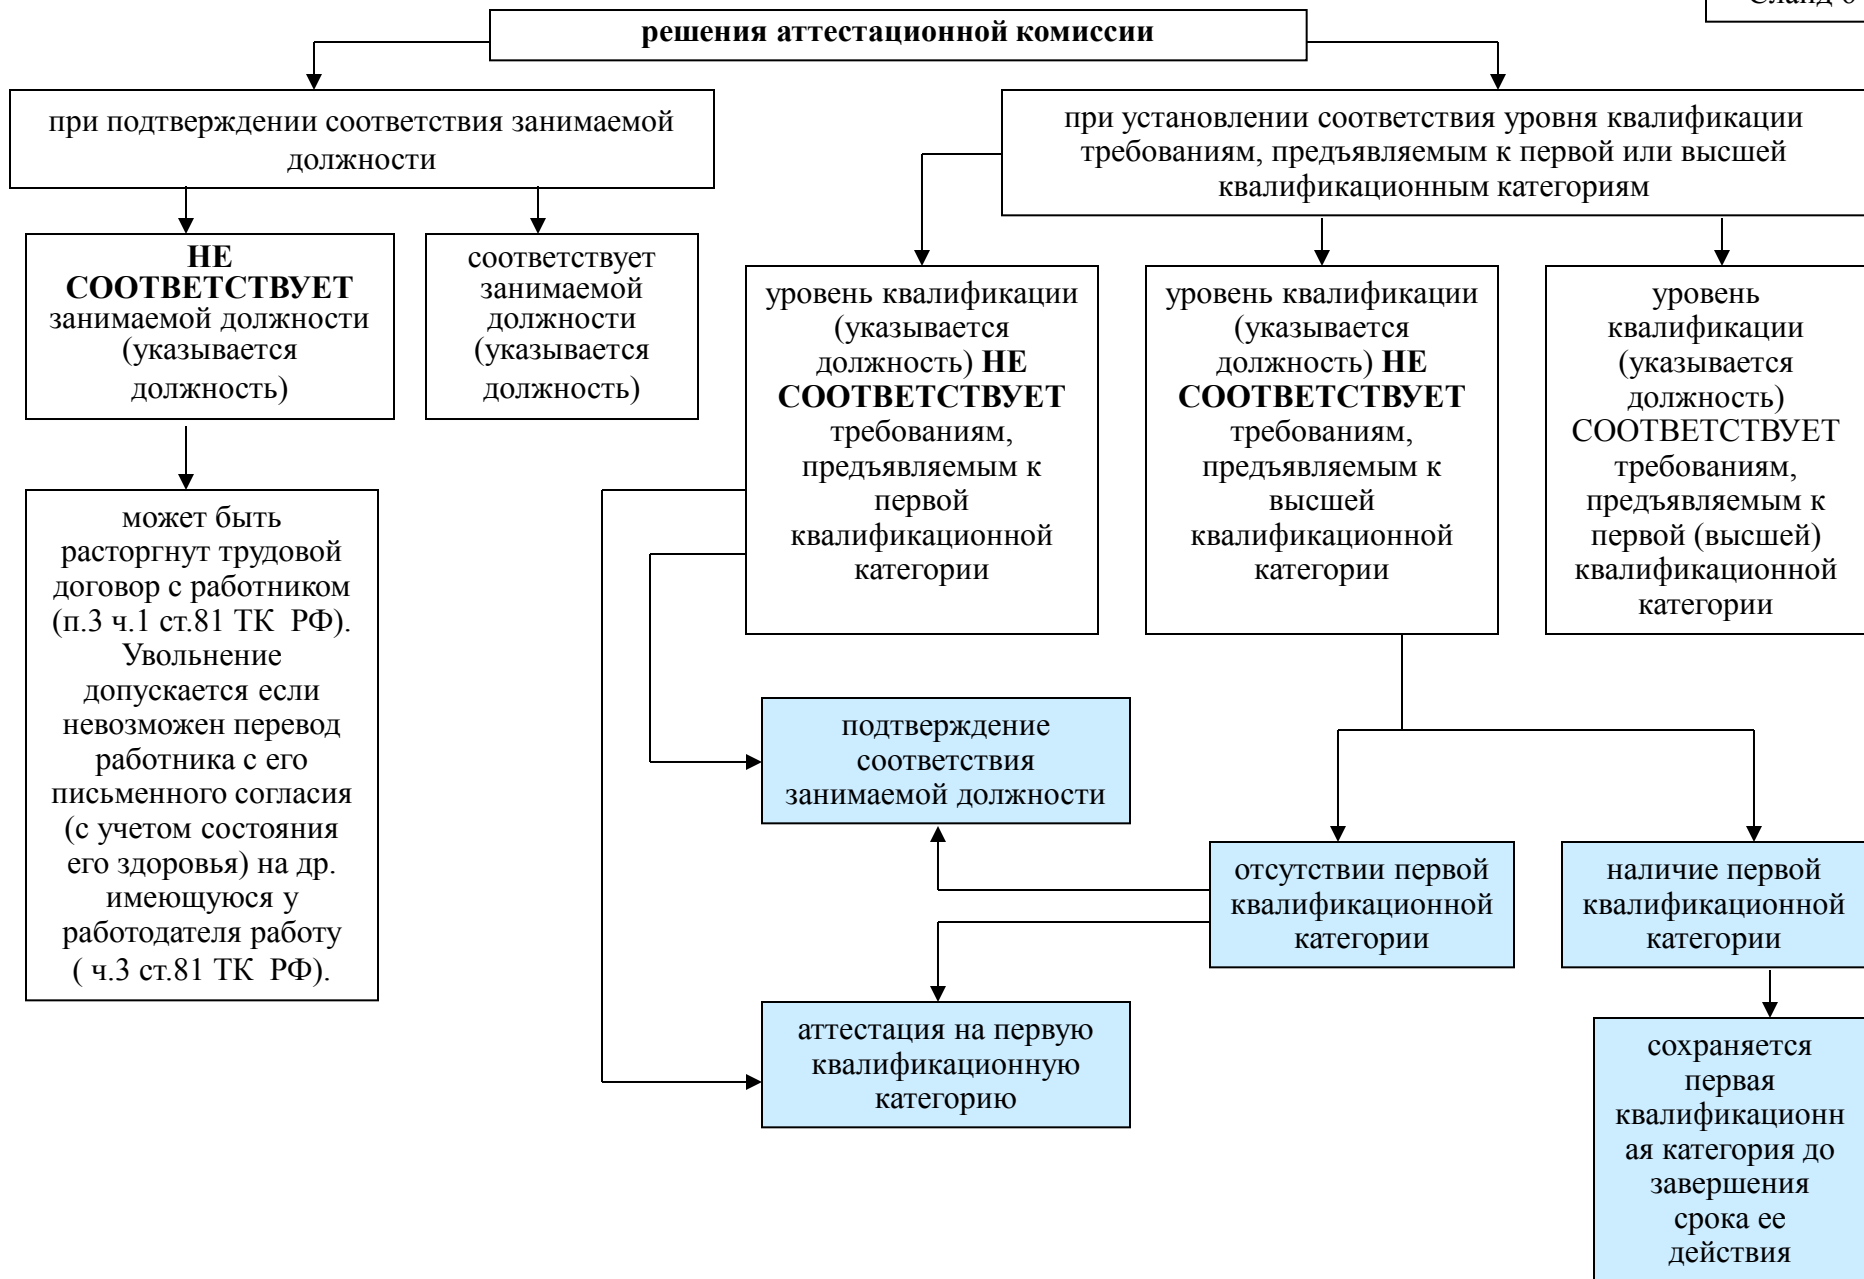 решения аттестационной комиссии
при подтверждении соответствия занимаемой
должности
при установлении соответствия уровня квалификации
требованиям, предъявляемым к первой или высшей
квалификационным категориям
НЕ
СООТВЕТСТВУЕТ
занимаемой должности
(указывается
должность)
соответствует
занимаемой
должности
(указывается
должность)
уровень квалификации
(указывается
должность) НЕ
СООТВЕТСТВУЕТ
требованиям,
предъявляемым к
первой
квалификационной
категории
уровень квалификации
(указывается
должность) НЕ
СООТВЕТСТВУЕТ
требованиям,
предъявляемым к
высшей
квалификационной
категории
уровень
квалификации
(указывается
должность)
СООТВЕТСТВУЕТ
требованиям,
предъявляемым к
первой (высшей)
квалификационной
категории
может быть
расторгнут трудовой
договор с работником
(п.3 ч.1 ст.81 ТК РФ).
Увольнение
допускается если
невозможен перевод
работника с его
письменного согласия
(с учетом состояния
его здоровья) на др.
имеющуюся у
работодателя работу
( ч.3 ст.81 ТК РФ).
подтверждение
соответствия
занимаемой должности
отсутствии первой
квалификационной
категории
наличие первой
квалификационной
категории
аттестация на первую
квалификационную
категорию
сохраняется
первая
квалификационн
ая категория до
завершения
срока ее
действия